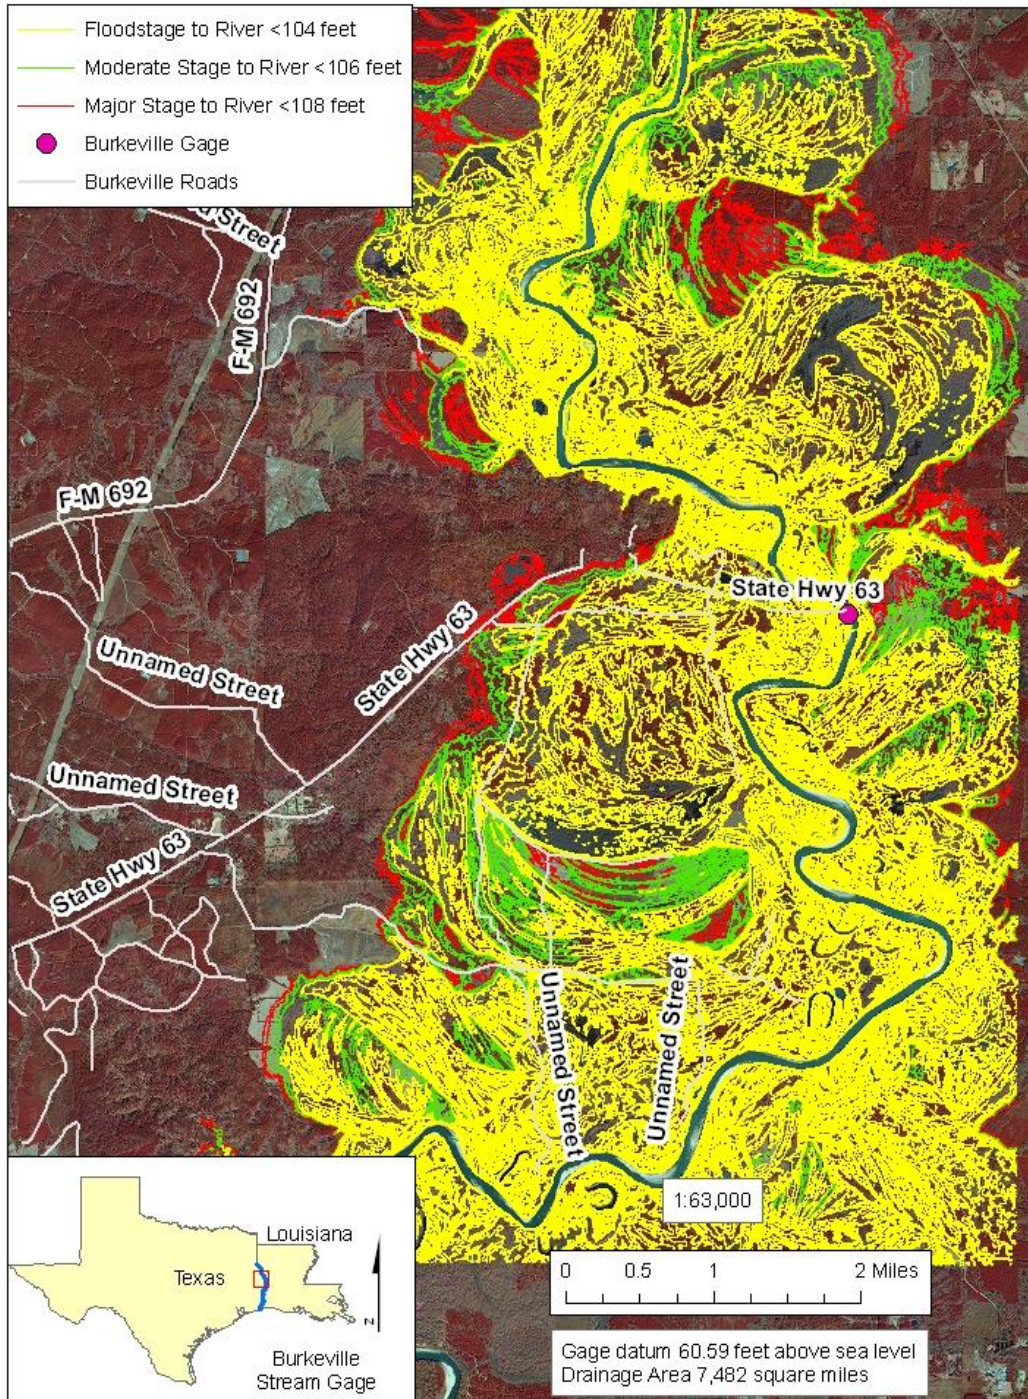 Floodstage to River <104 feet
Moderate Stage to River <106 feet
Major Stage to River <108 feet
Burkeville Gage
Burkeville Roads
Street
F-M 692
F-M 692
State Hwy 63
State Hwy 63
Unnamed Street
Unnamed Street
State Hwy 63
Unnamed Street
Unnamed Street
1:63,000
Louisiana
Texas
N
Burkeville
Stream Gage
0 0.5 1 2 Miles
Gage datum 60.59 feet above sea level
Drainage Area 7,482 square miles